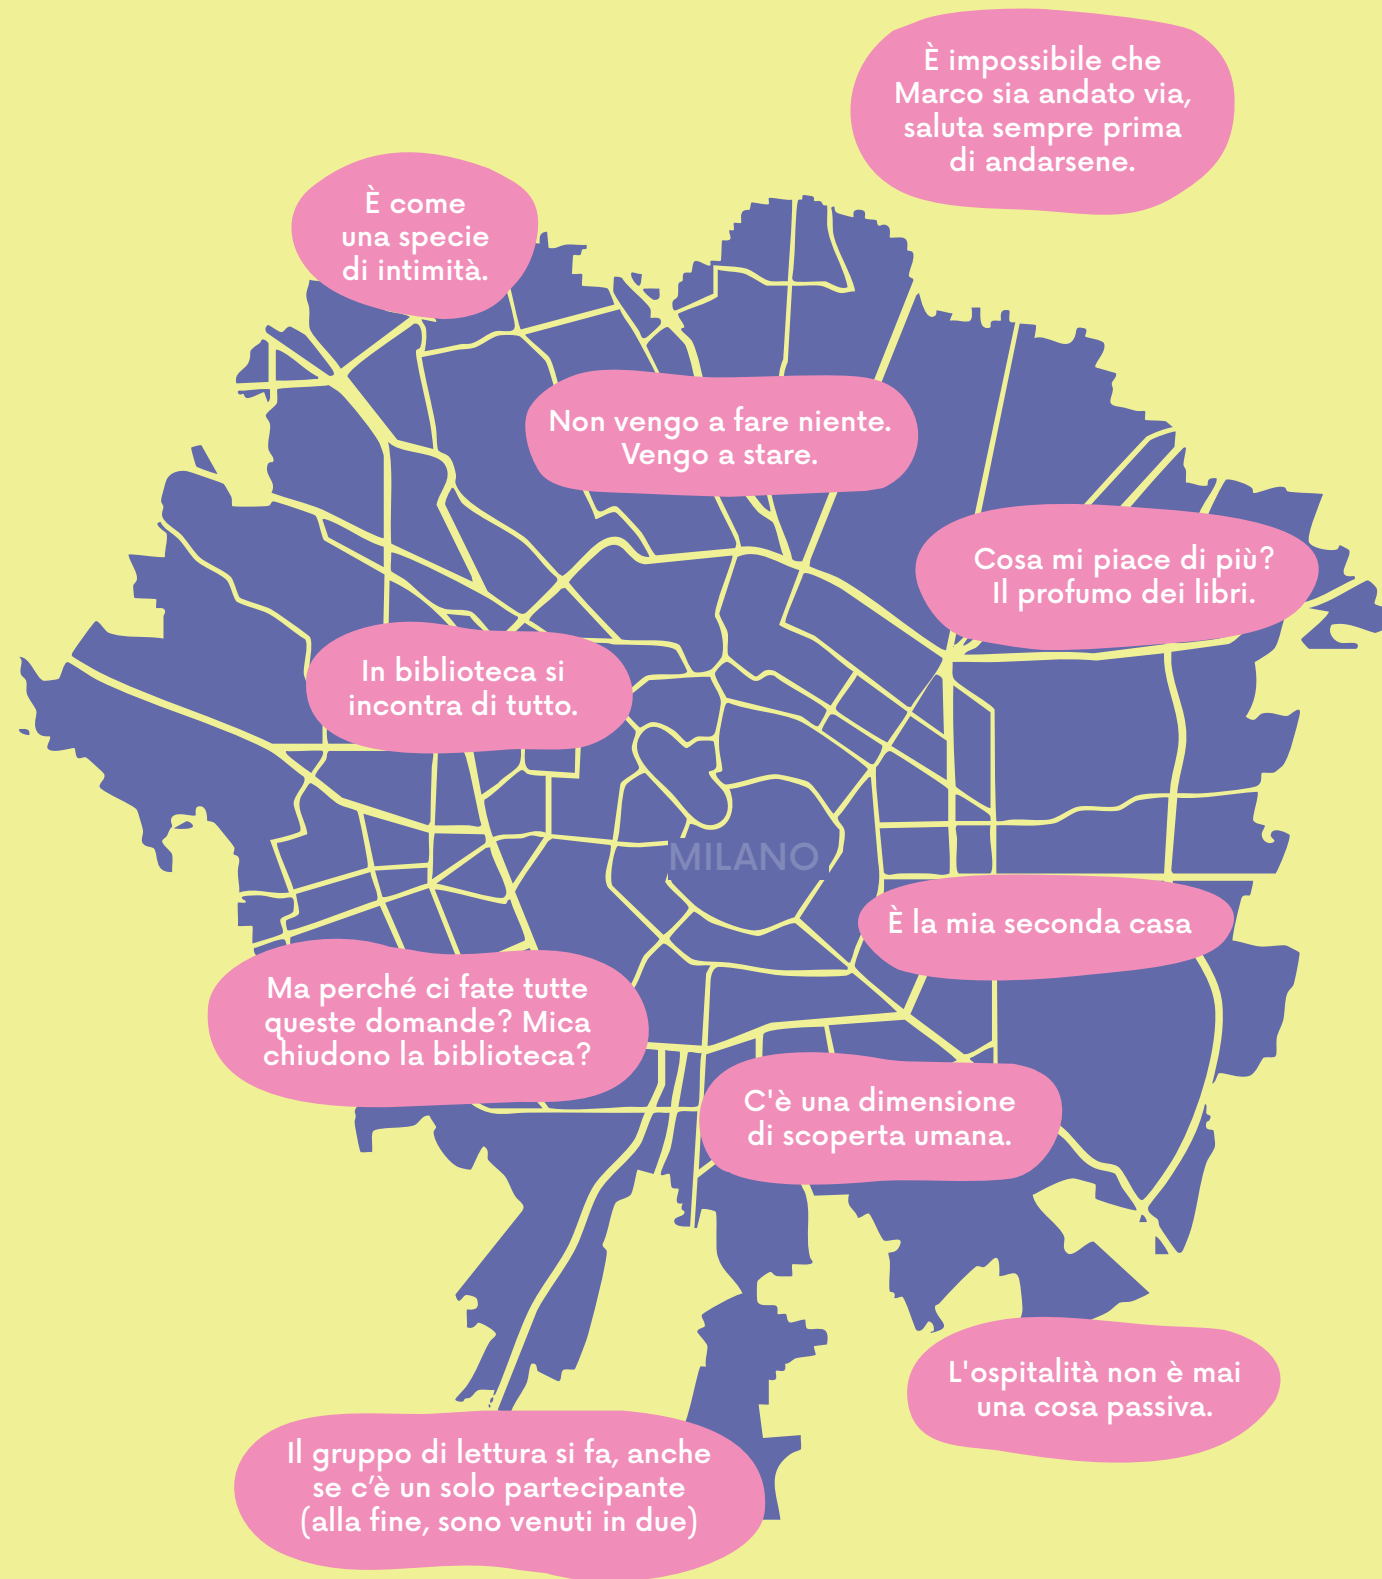 È impossibile che
Marco sia andato via,
saluta sempre prima
di andarsene.
È come
una specie
di intimità.
Non vengo a fare niente.
Vengo a stare.
Cosa mi piace di più?
Il profumo dei libri.
In biblioteca si
incontra di tutto.
MILANO
È la mia seconda casa
Ma perché ci fate tutte
queste domande? Mica
chiudono la biblioteca?
C'è una dimensione
di scoperta umana.
L'ospitalità non è mai
una cosa passiva.
Il gruppo di lettura si fa, anche
se c’è un solo partecipante
(alla fine, sono venuti in due)